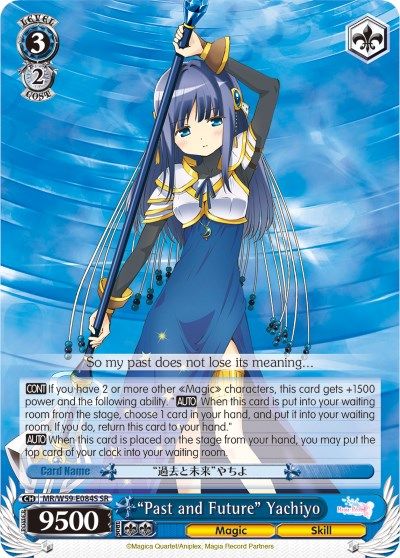 LEVEL
3
2
COST
So my past does not lose its meaning...
CONT If you have 2 or more other «Magic» characters, this card gets +1500
power and the following ability. " AUTO When this card is put into your waiting
room from the stage, choose 1 card in your hand, and put it into your waiting
room. If you do, return this card to your hand."
AUTO When this card is placed on the stage from your hand, you may put the
top card of your clock into your waiting room.
Card Name "過去と未来"やちよ
CH MR/W59-E084S SR "Past and Future" Yachiyo
POWER 9500 SOUL Magic Skill
©Magica Quartet/Aniplex, Magia Record Partners